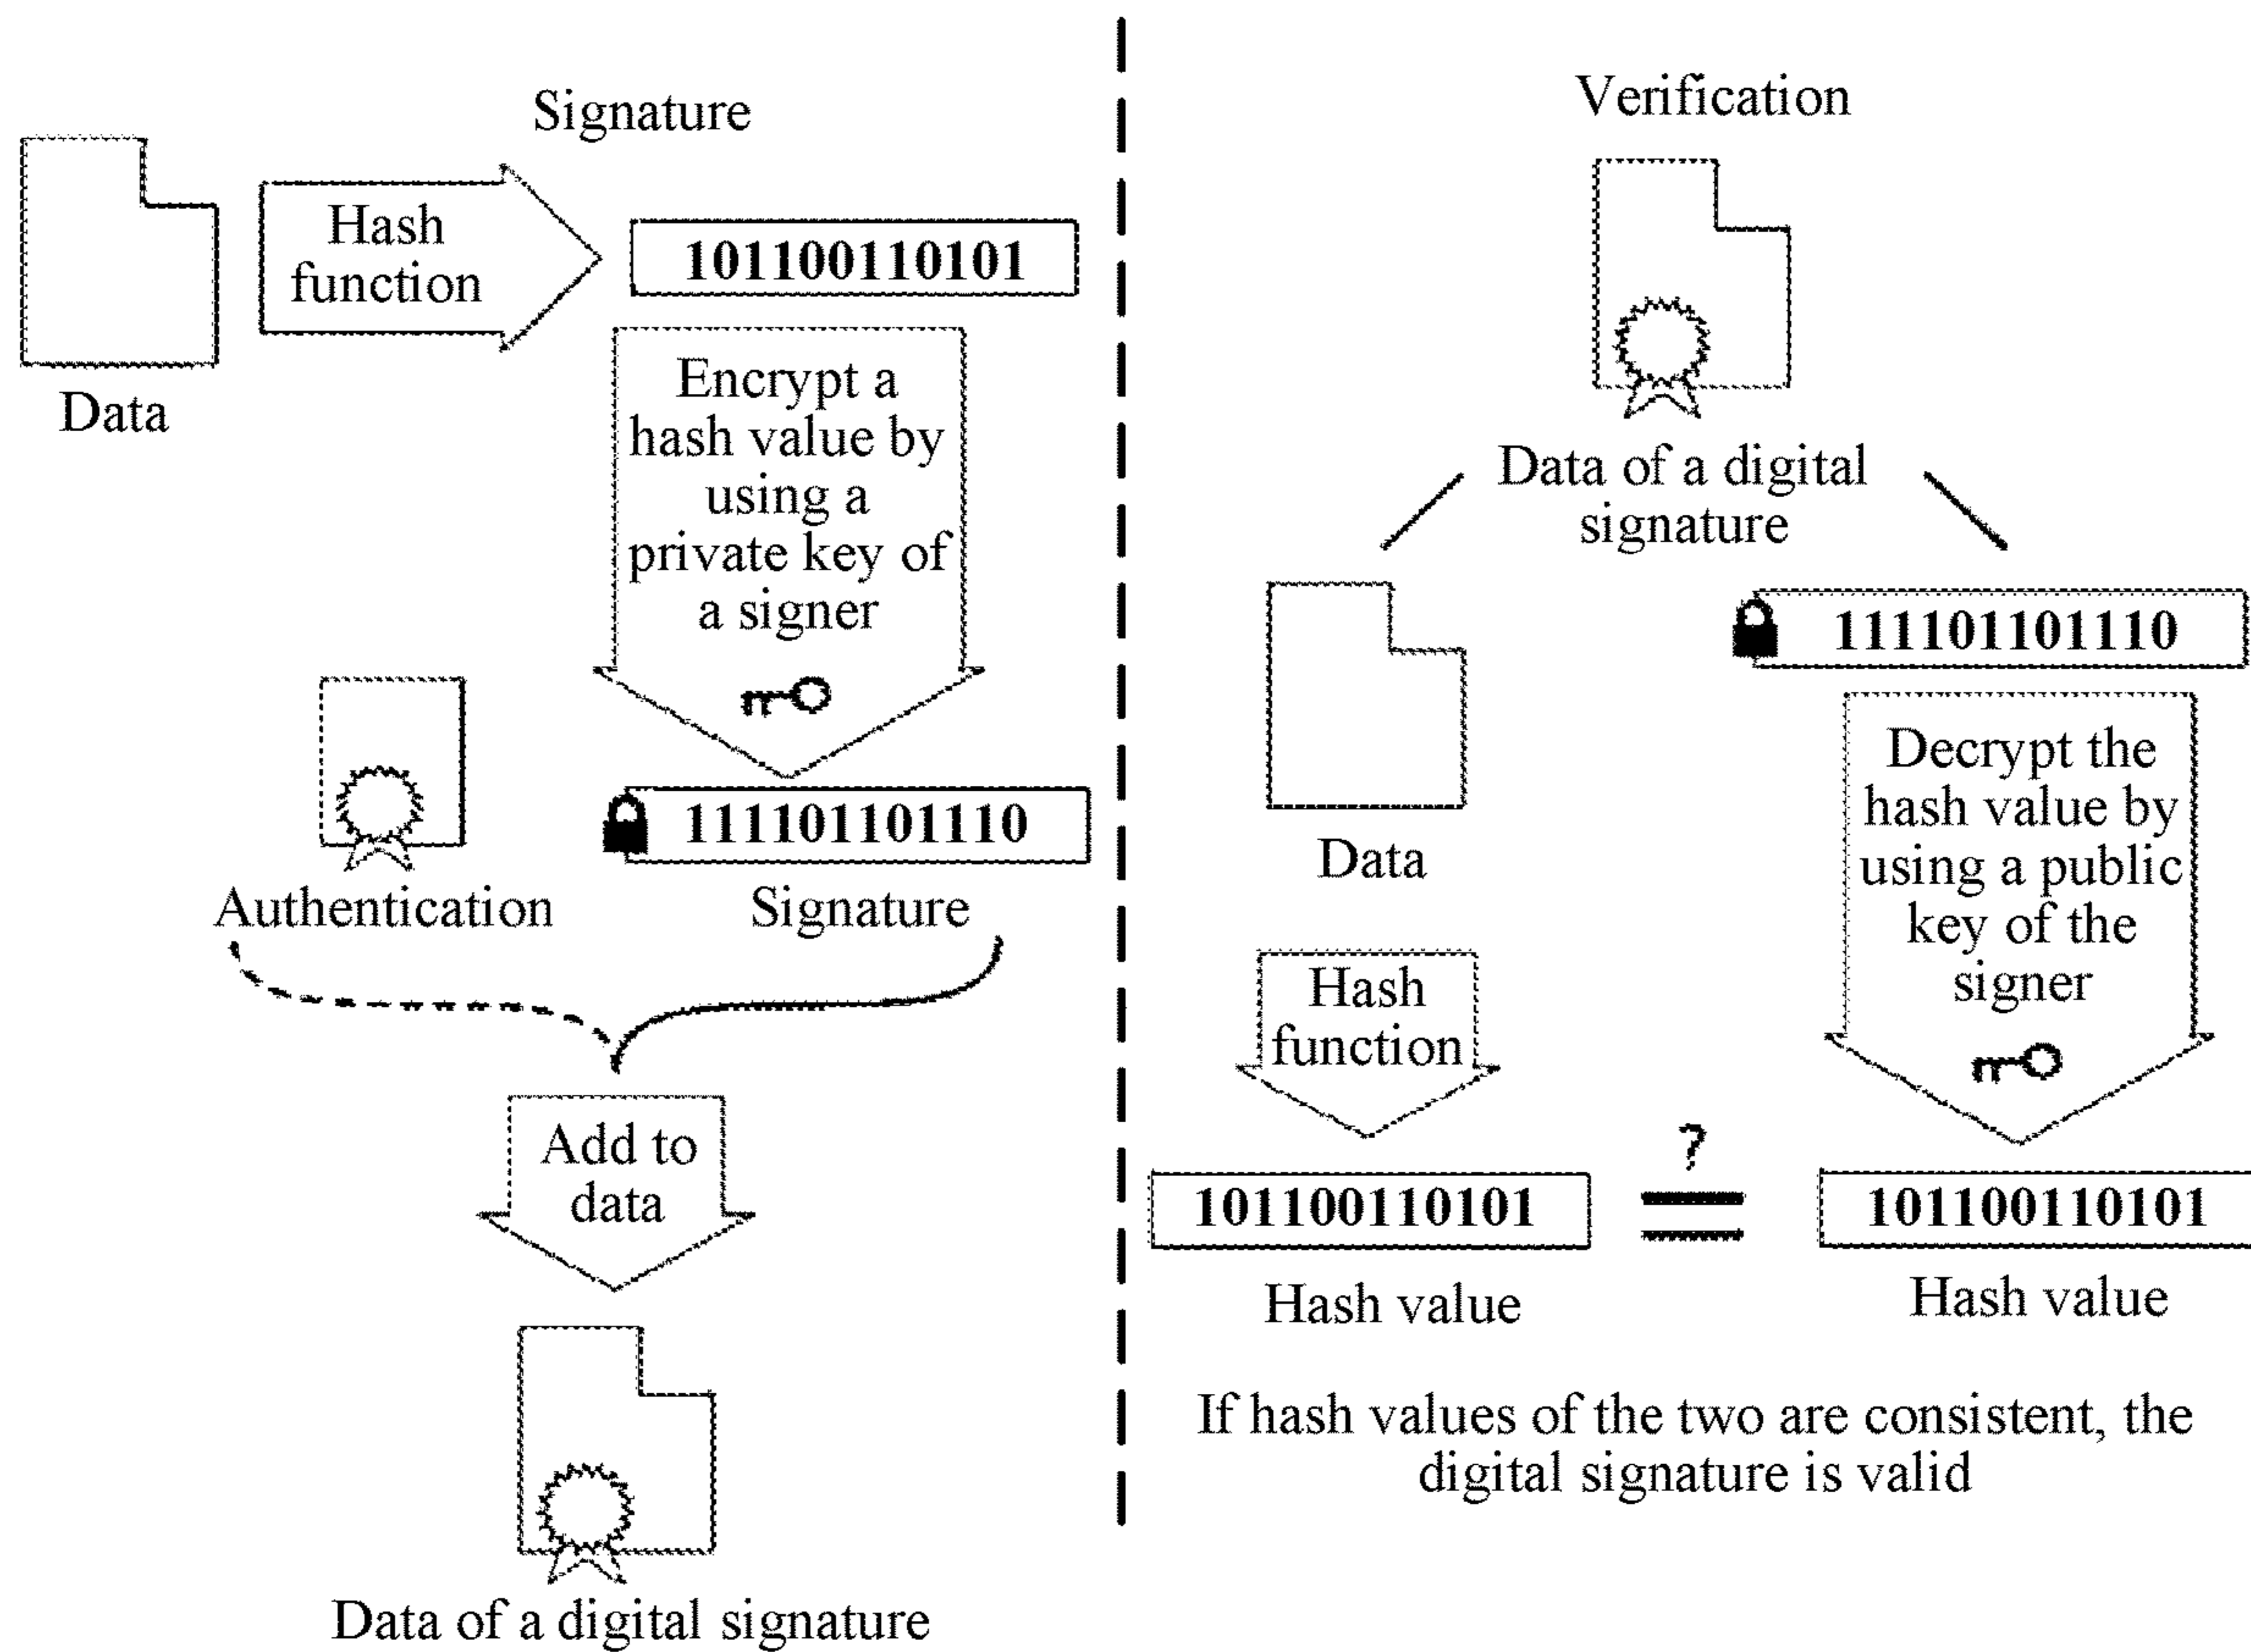 Signature
Data
Hash
function
101100110101
Encrypt a
hash value by
using a
private key of
a signer
Authentication
111101101110
Signature
Add to
data
Data of a digital signature
Verification
Data of a digital
signature
Data
Hash
function
101100110101
Hash value
111101101110
Decrypt the
hash value by
using a public
key of the
signer
?
=
101100110101
Hash value
If hash values of the two are consistent, the
digital signature is valid